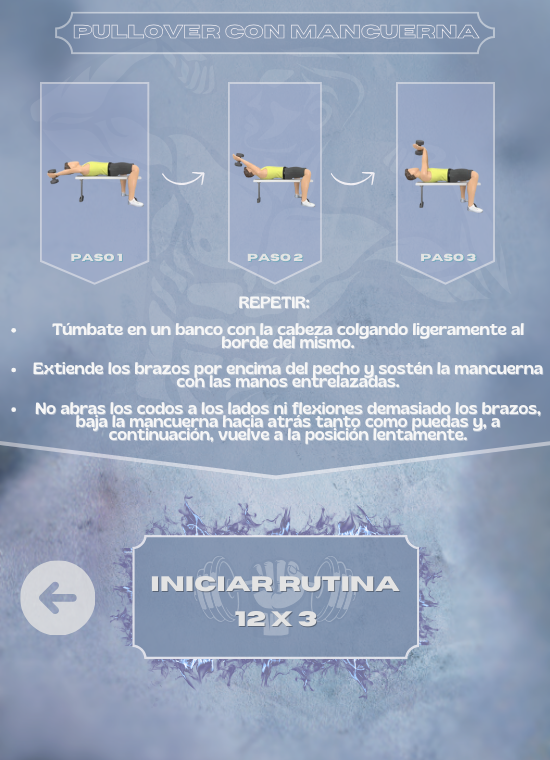 PULLOVER CON MANCUERNA
PASO 1
PASO 2
PASO 3
REPETIR:
• Túmbate en un banco con la cabeza colgando ligeramente al
borde del mismo.
• Extiende los brazos por encima del pecho y sostén la mancuerna
con las manos entrelazadas.
• No abras los codos a los lados ni flexiones demasiado los brazos,
baja la mancuerna hacia atrás tanto como puedas y, a
continuación, vuelve a la posición lentamente.
INICIAR RUTINA
12 X 3